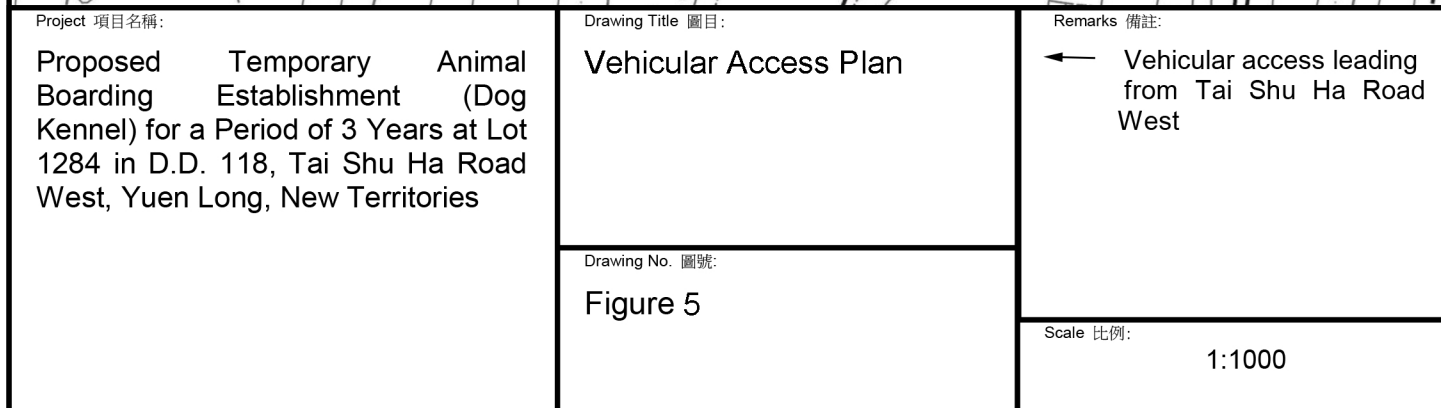 Project 項目名稱:
Proposed Temporary Animal
Boarding Establishment (Dog
Kennel) for a Period of 3 Years at Lot
1284 in D.D. 118, Tai Shu Ha Road
West, Yuen Long, New Territories
Drawing Title 圖目:
Vehicular Access Plan
Drawing No. 圖號:
Figure 5
Remarks 備註:
Vehicular access leading
from Tai Shu Ha Road
West
Scale 比例:
1:1000